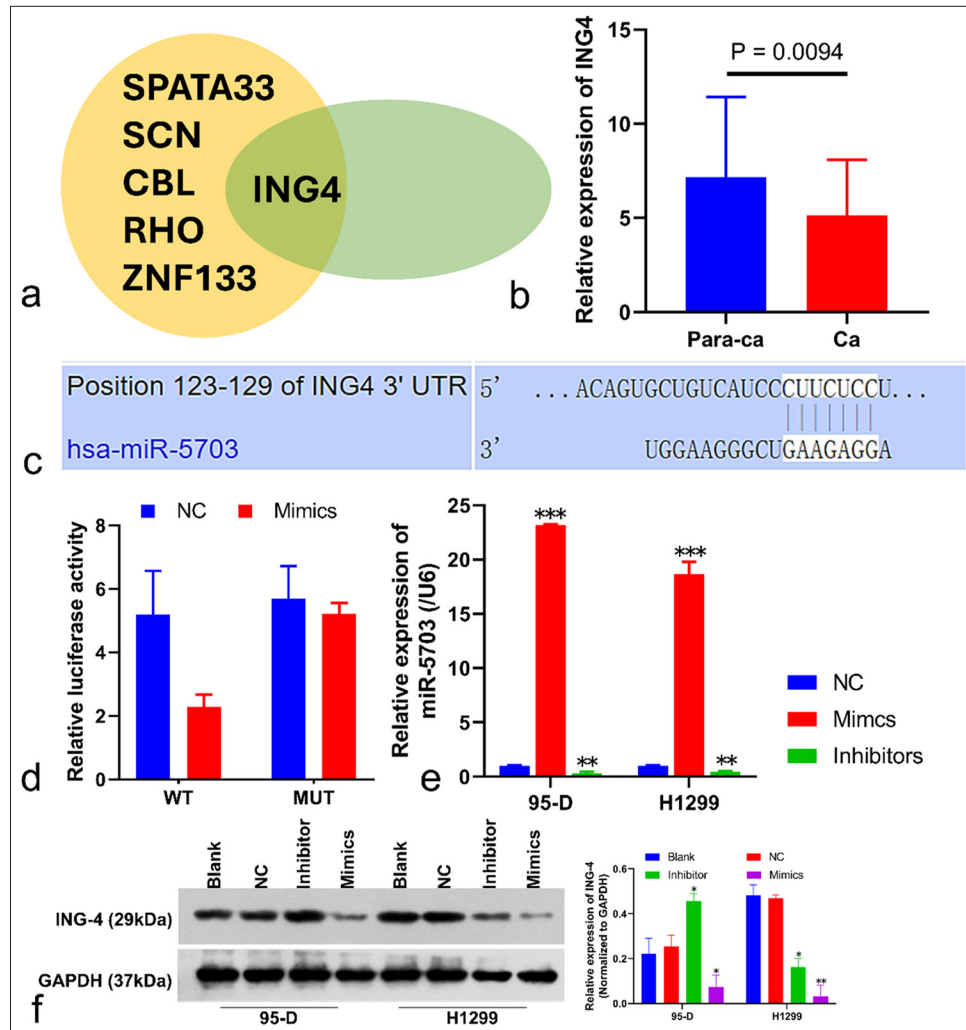 SPATA33
SCN
CBL
RHO
ZNF133
ING4
a
Relative expression of ING4
15
10
5
0
P = 0.0094
Para-ca
Ca
b
Position 123-129 of ING4 3' UTR 5’ ...ACAGUGCUGUCAUCCCUUCUCCU...
hsa-miR-5703 3’ UGGAAGGGCUGAAGAGGA
c
NC
Mimics
Relative luciferase activity
8
6
4
2
0
WT
MUT
d
Relative expression of
miR-5703 (/U6)
25
20
15
10
5
0
***
**
***
**
95-D
H1299
NC
Mimcs
Inhibitors
e
Blank
NC
Inhibitor
Mimics
Blank
NC
Inhibitor
Mimics
ING-4 (29kDa)
GAPDH (37kDa)
95-D
H1299
f
Blank
NC
Inhibitor
Mimics
Relative expression of ING-4
(Normalized to GAPDH)
0.6
0.4
0.2
0.0
*
*
*
**
95-D
H1299